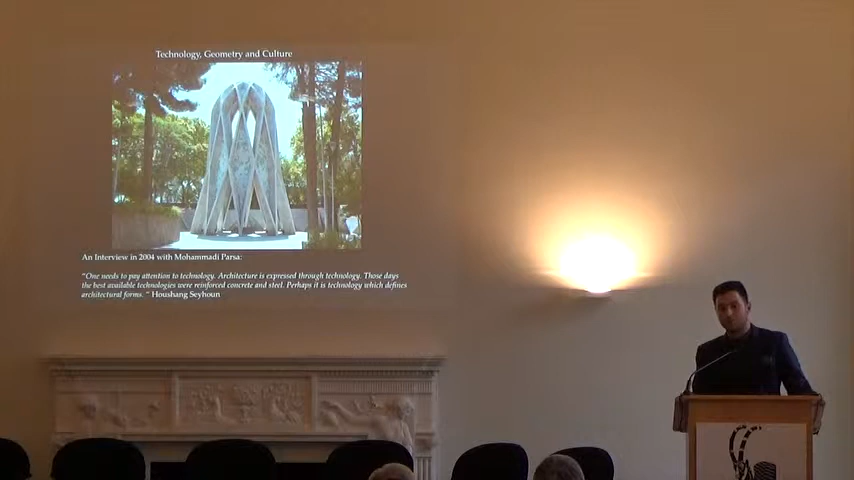 Technology, Geometry and Culture
An Interview in 2004 with Mohammadi Parsa:
"One needs to pay attention to technology. Architecture is expressed through technology. Those days
the best available technologies were reinforced concrete and steel. Perhaps it is technology which defines
architectural forms. " Houshang Seyhoun